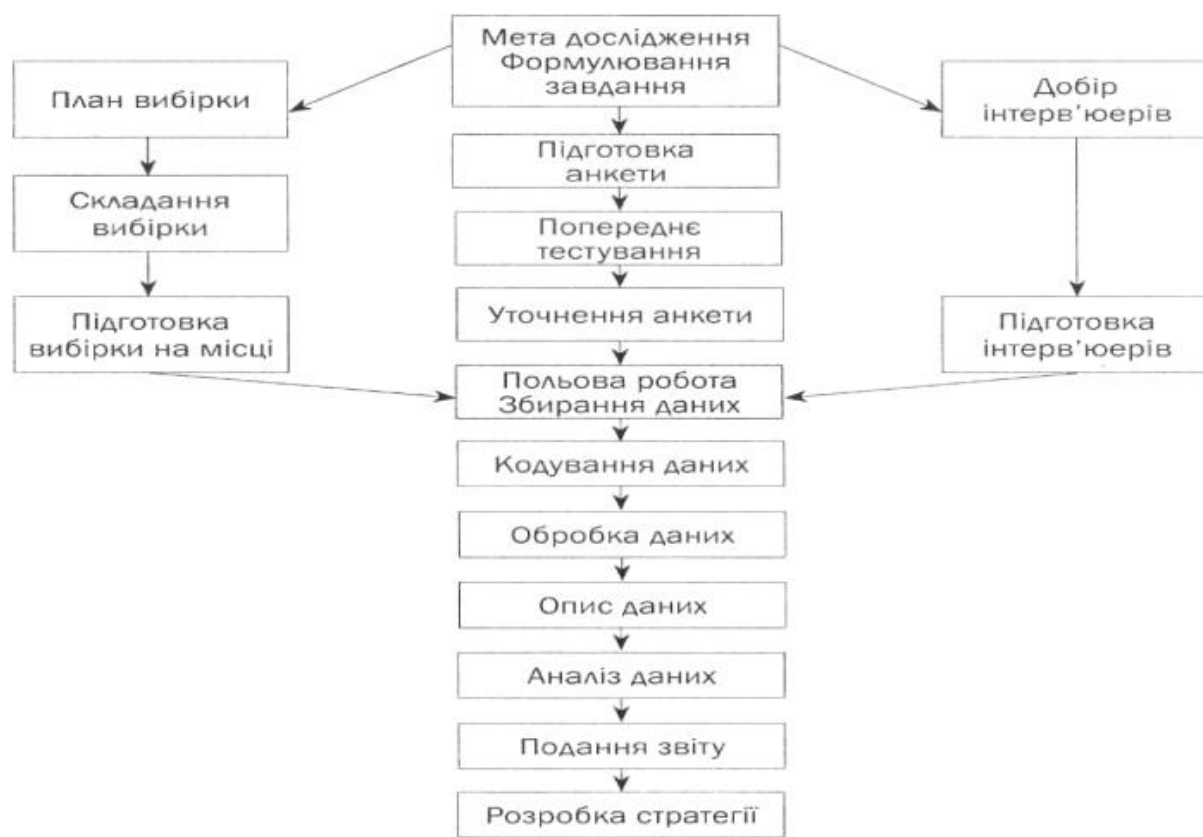 Мета дослідження
Формулювання
завдання
План вибірки
Добір
інтерв'юерів
Підготовка
анкети
Складання
вибірки
Попереднє
тестування
Уточнення анкети
Підготовка
вибірки на місці
Підготовка
інтерв'юерів
Польова робота
Збирання даних
Кодування даних
Обробка даних
Опис даних
Аналіз даних
Подання звіту
Розробка стратегії